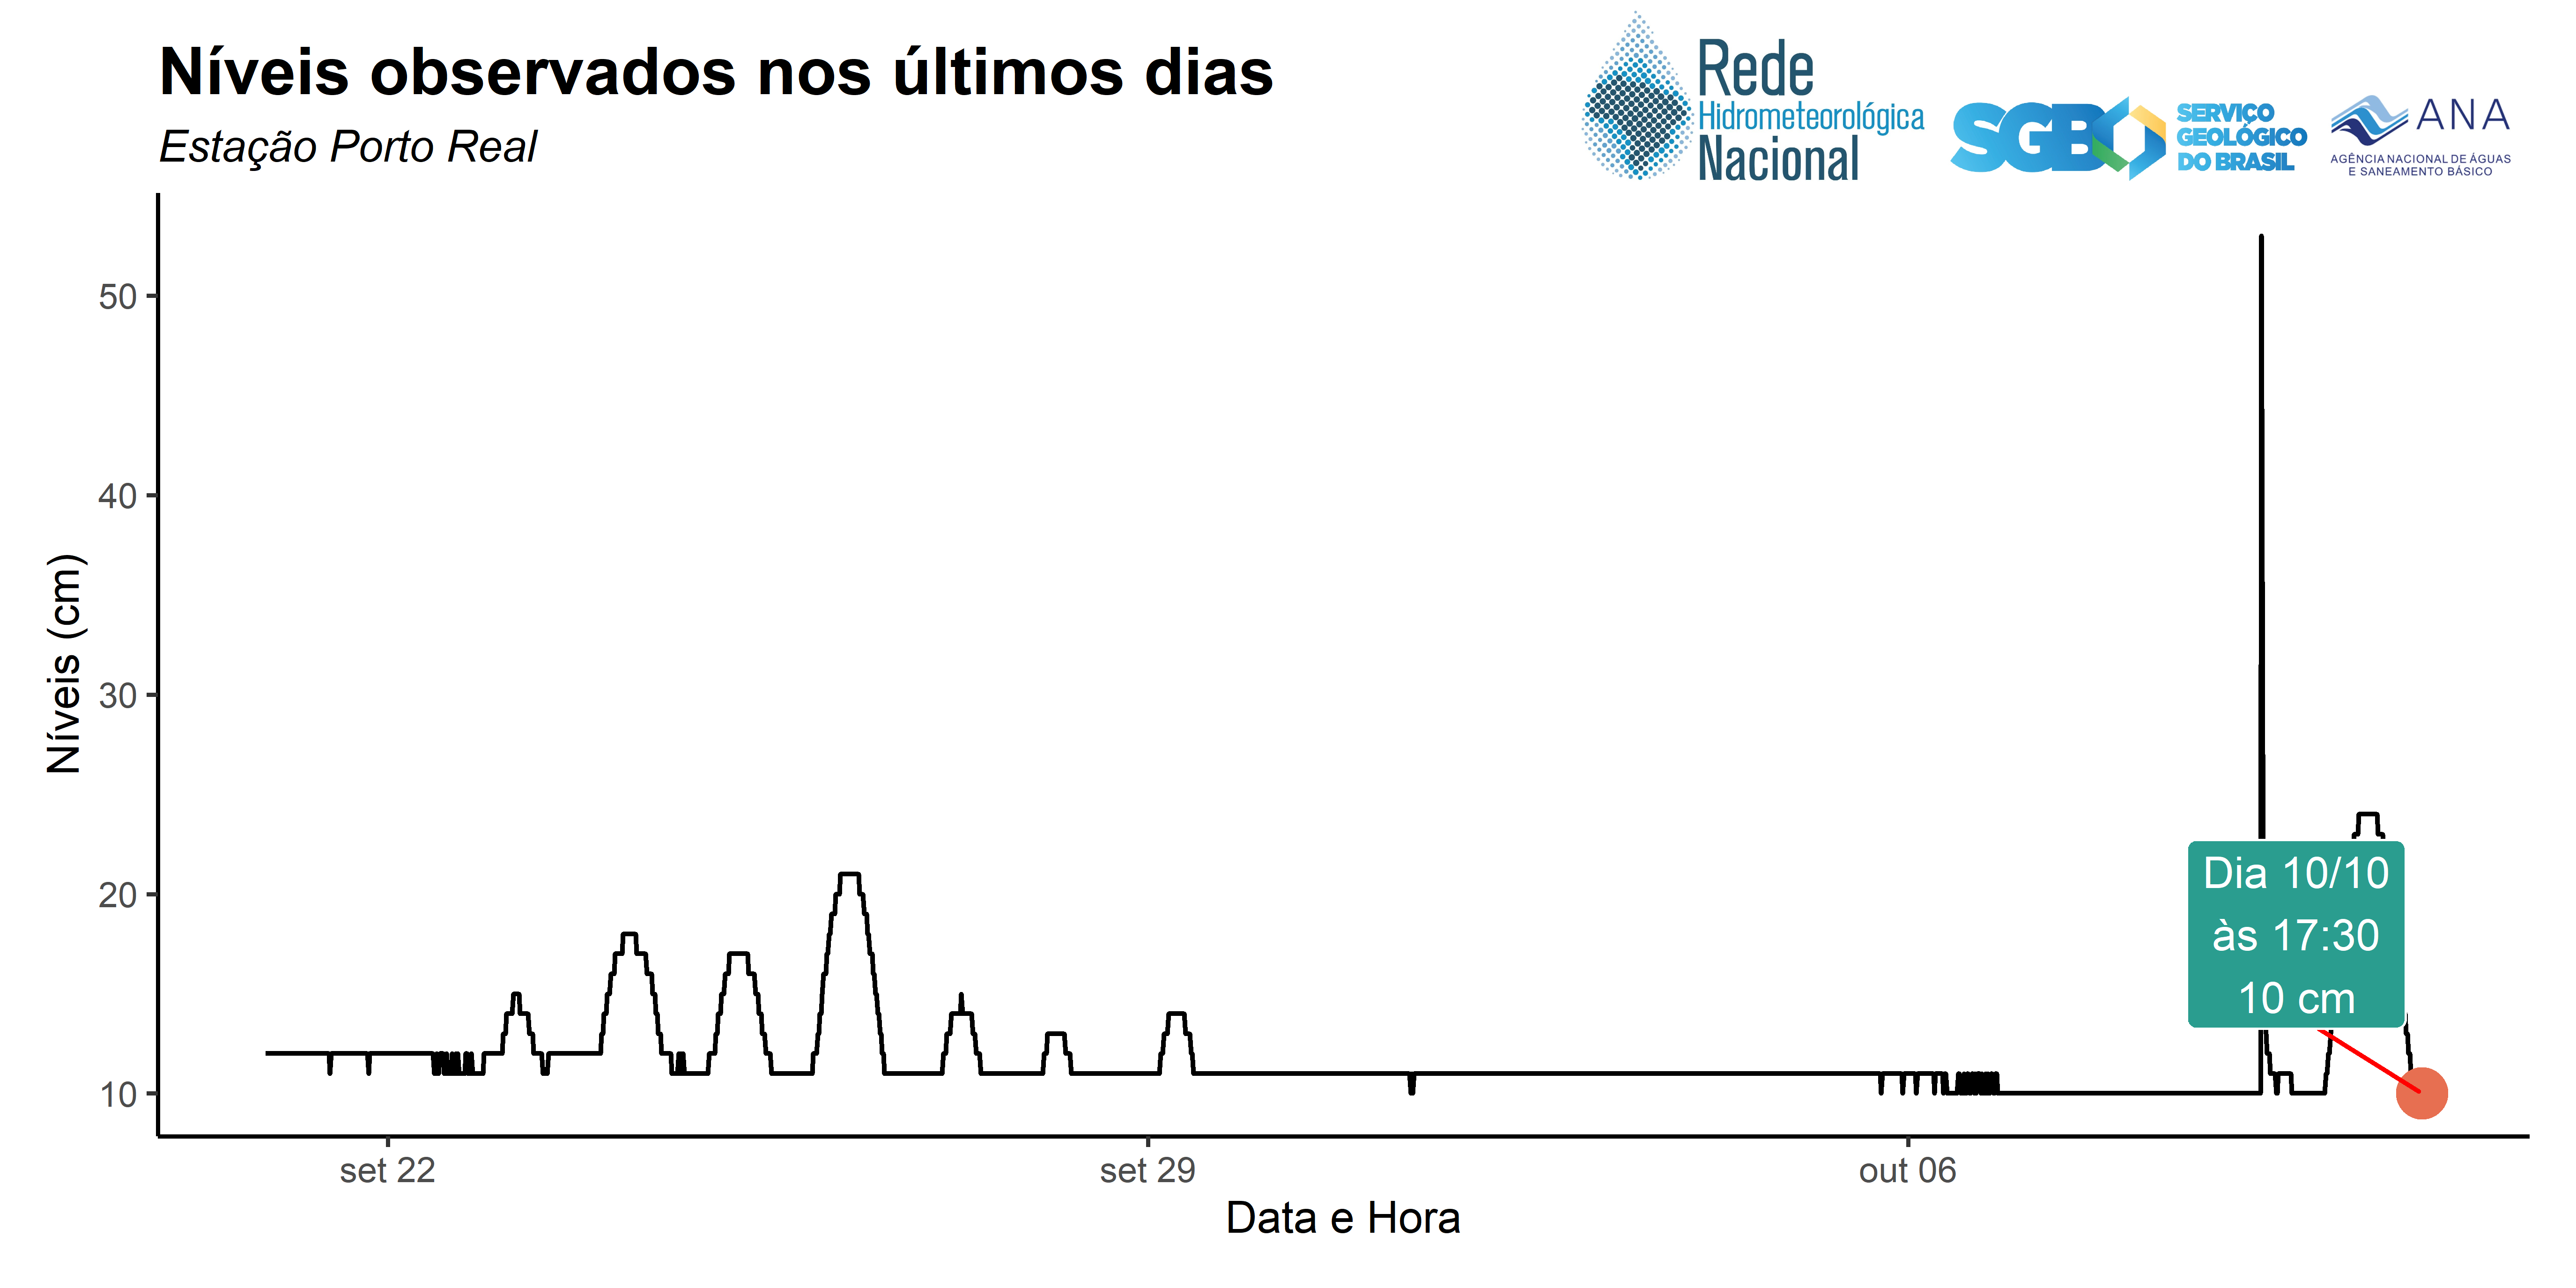 Níveis observados nos últimos dias
Estação Porto Real
Rede
Hidrometeorológica
Nacional
SGB
SERVIÇO
GEOLÓGICO
DO BRASIL
ANA
AGÊNCIA NACIONAL DE ÁGUAS
E SANEAMENTO BÁSICO
Níveis (cm)
50
40
30
20
10
Dia 10/10
às 17:30
10 cm
set 22
set 29
out 06
Data e Hora